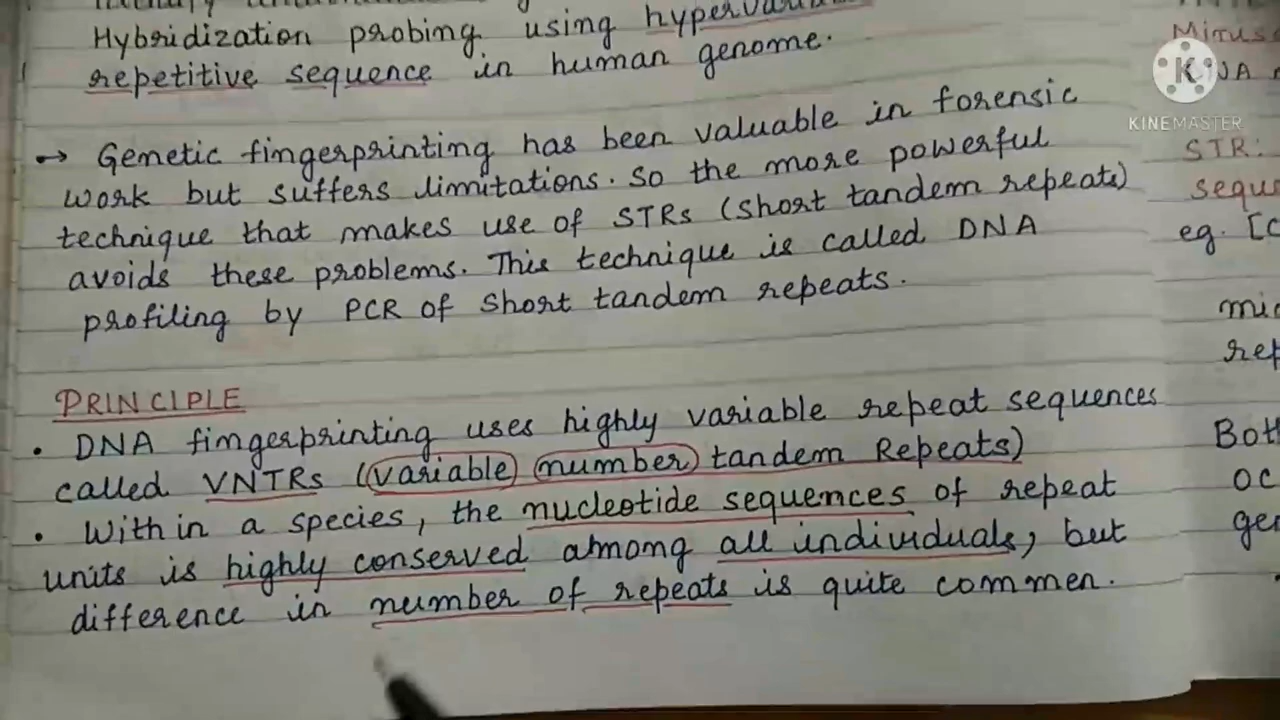 Hybridization probing using
repetitive sequence in human genome.
→ Genetic fingerprinting has been valuable in forensic
work but suffers limitations. So the more powerful
technique that makes use of STRs (Short tandem repeats)
avoids these problems. This technique is called DNA
profiling by PCR of Short tandem repeats.
PRINCIPLE
• DNA fimgerprinting uses highly variable repeat sequences
called VNTRs (variable number tandem Repeats)
• Within a species, the nucleotide sequences of repeat
units is highly conserved among all individuals, but
difference in number of repeats is quite commen.
KINEMASTER
STR:
eg. [C
Both